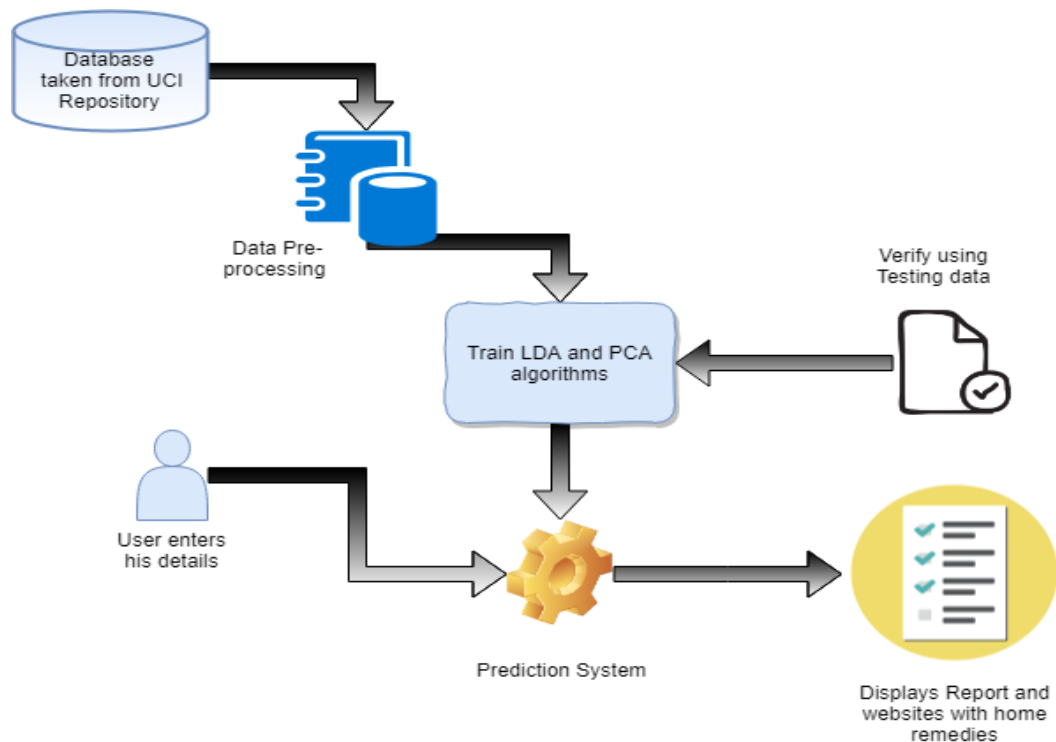 Database
taken from UCI
Repository
Data Pre-
processing
Verify using
Testing data
Train LDA and PCA
algorithms
User enters
his details
Prediction System
Displays Report and
websites with home
remedies